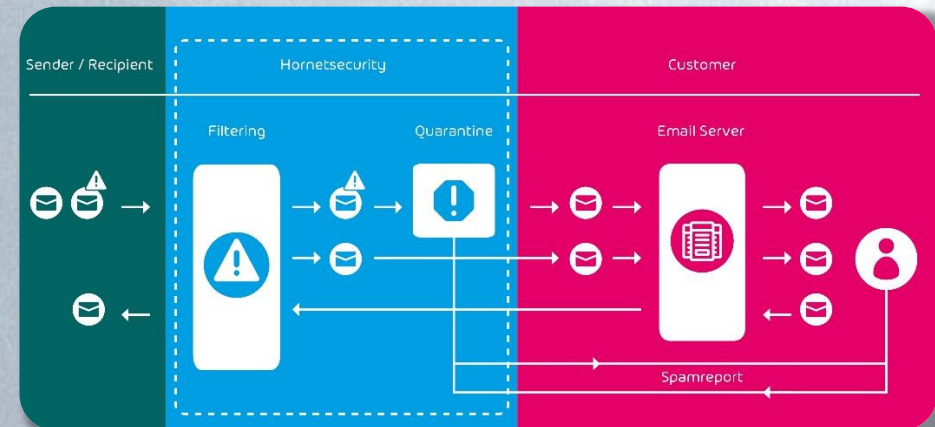 Sender / Recipient
Hornetsecurity
Customer
Filtering
Quarantine
Email Server
Spamreport